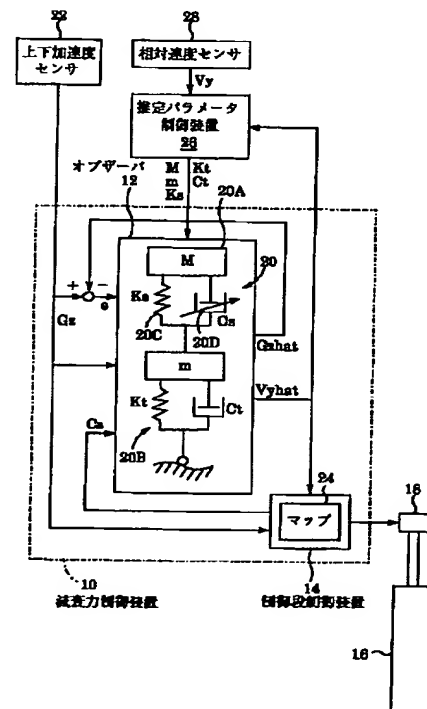 22
28
上下加速度
センサ
相対速度センサ
Vy
推定パラメータ
制御装置
26
オブザーバ
12
M
m
Ks
Kt
Ct
20A
M
20
+
-
e
Gz
Ks
20C
20D
Cs
Gzhat
m
Vyhat
Kt
Ct
Cs
20B
24
マップ
18
10
減衰力制御装置
14
制御段制御装置
16